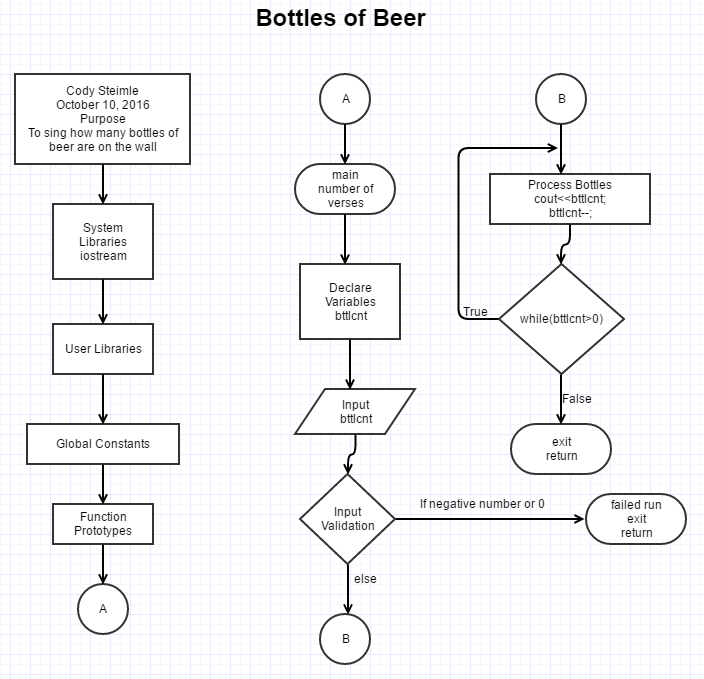 Bottles of Beer
Cody Steimle
October 10, 2016
Purpose
To sing how many bottles of
beer are on the wall
System
Libraries
iostream
User Libraries
Global Constants
Function
Prototypes
A
A
main
number of
verses
Declare
Variables
bttlcnt
Input
bttlcnt
Input
Validation
If negative number or 0
failed run
exit
return
else
B
B
Process Bottles
cout<<bttlcnt;
bttlcnt--;
while(bttlcnt>0)
True
False
exit
return